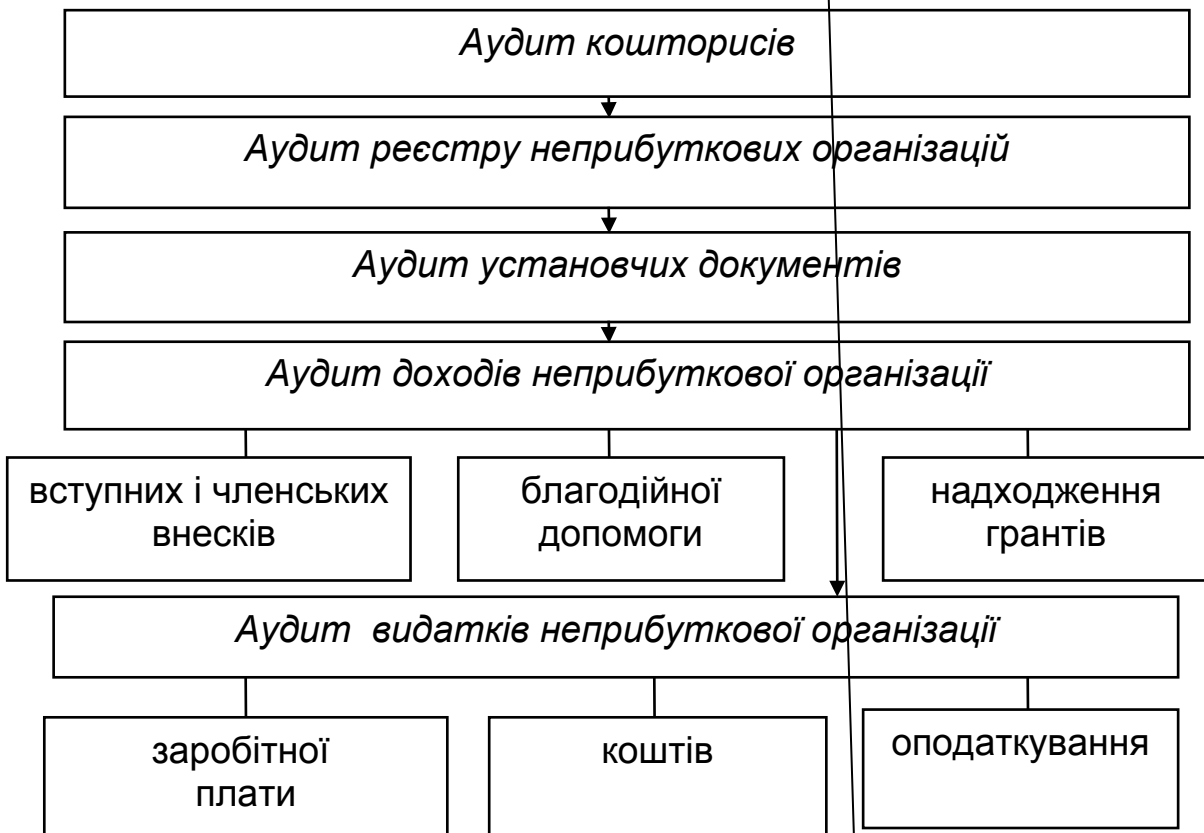 Аудит кошторисів
Аудит реєстру неприбуткових організацій
Аудит установчих документів
Аудит доходів неприбуткової організації
вступних і членських
внесків
благодійної
допомоги
надходження
грантів
Аудит видатків неприбуткової організації
заробітної
плати
коштів
оподаткування